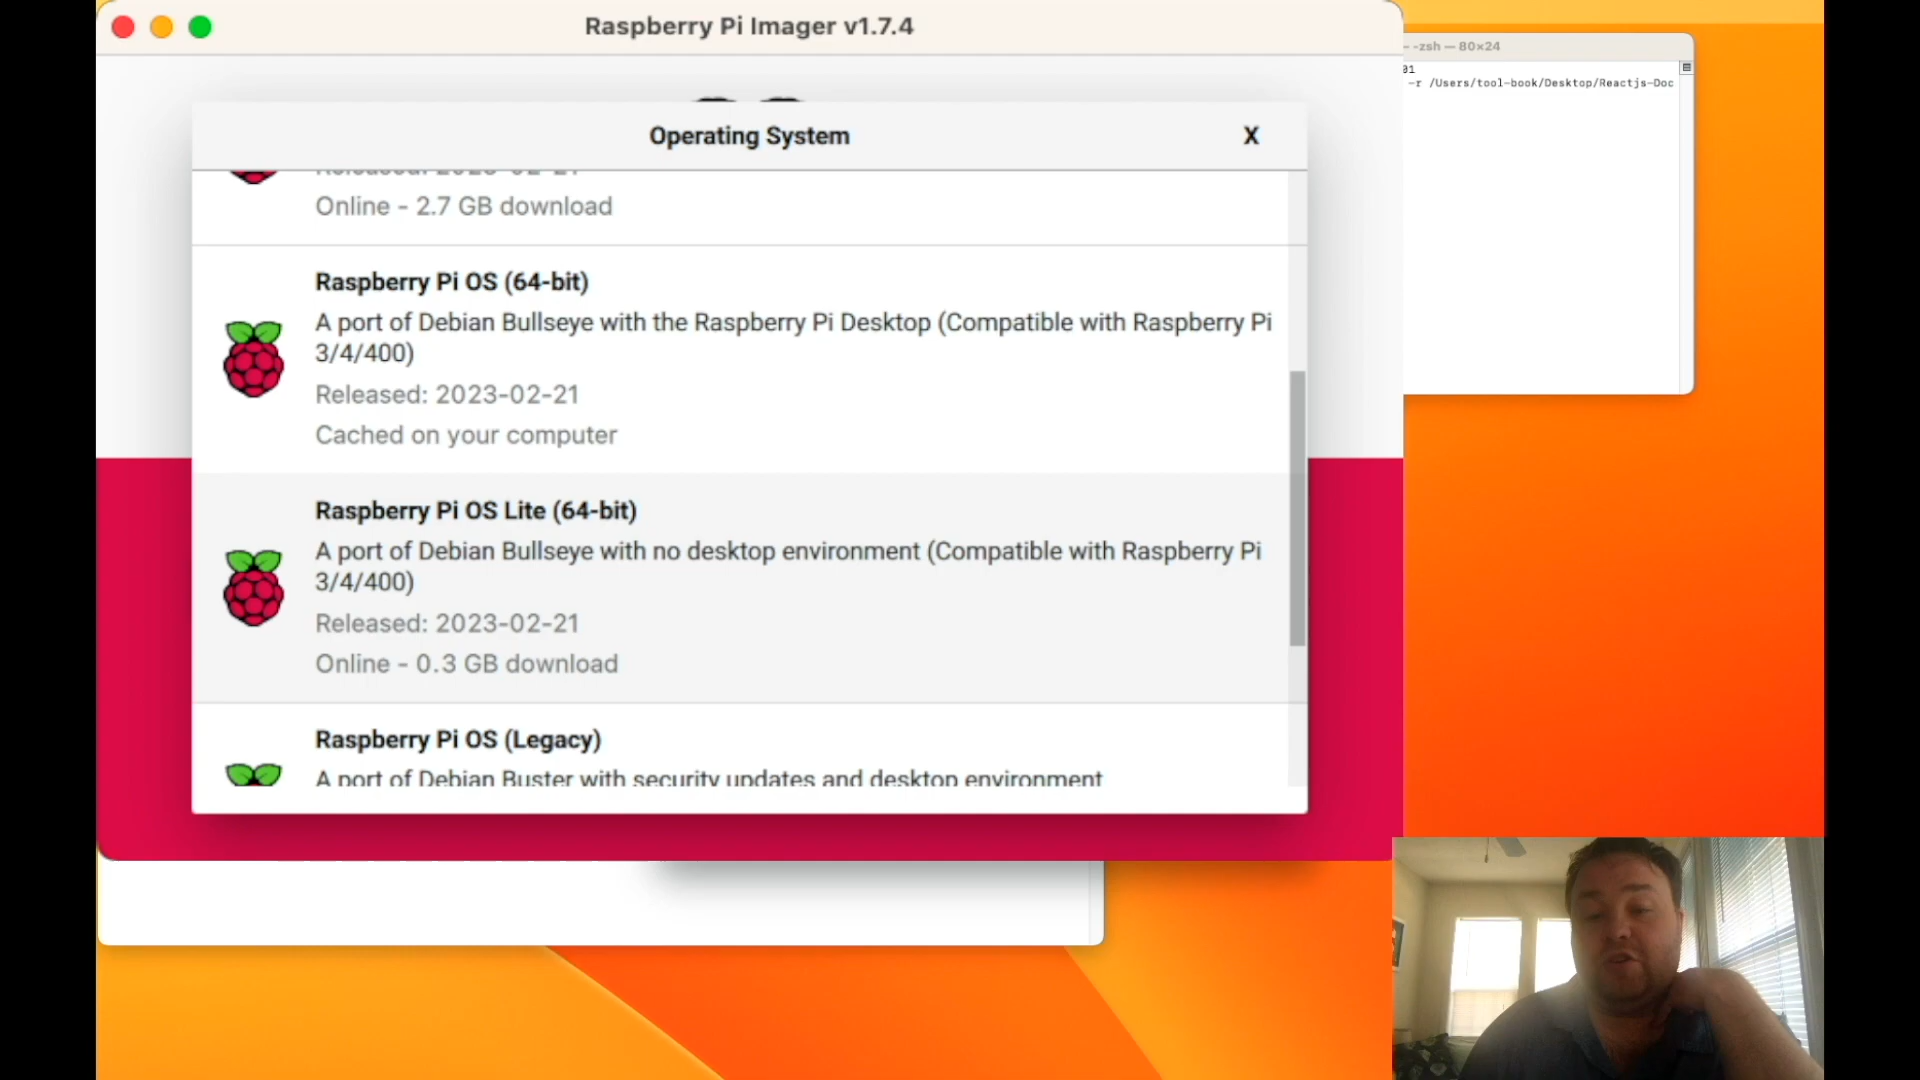 Raspberry Pi Imager v1.7.4
-zsh — 80×24
01
-r /Users/tool-book/Desktop/Reactjs-Doc
Operating System
X
Released: 2023-02-21
Online - 2.7 GB download
Raspberry Pi OS (64-bit)
A port of Debian Bullseye with the Raspberry Pi Desktop (Compatible with Raspberry Pi
3/4/400)
Released: 2023-02-21
Cached on your computer
Raspberry Pi OS Lite (64-bit)
A port of Debian Bullseye with no desktop environment (Compatible with Raspberry Pi
3/4/400)
Released: 2023-02-21
Online - 0.3 GB download
Raspberry Pi OS (Legacy)
A port of Debian Buster with security updates and desktop environment